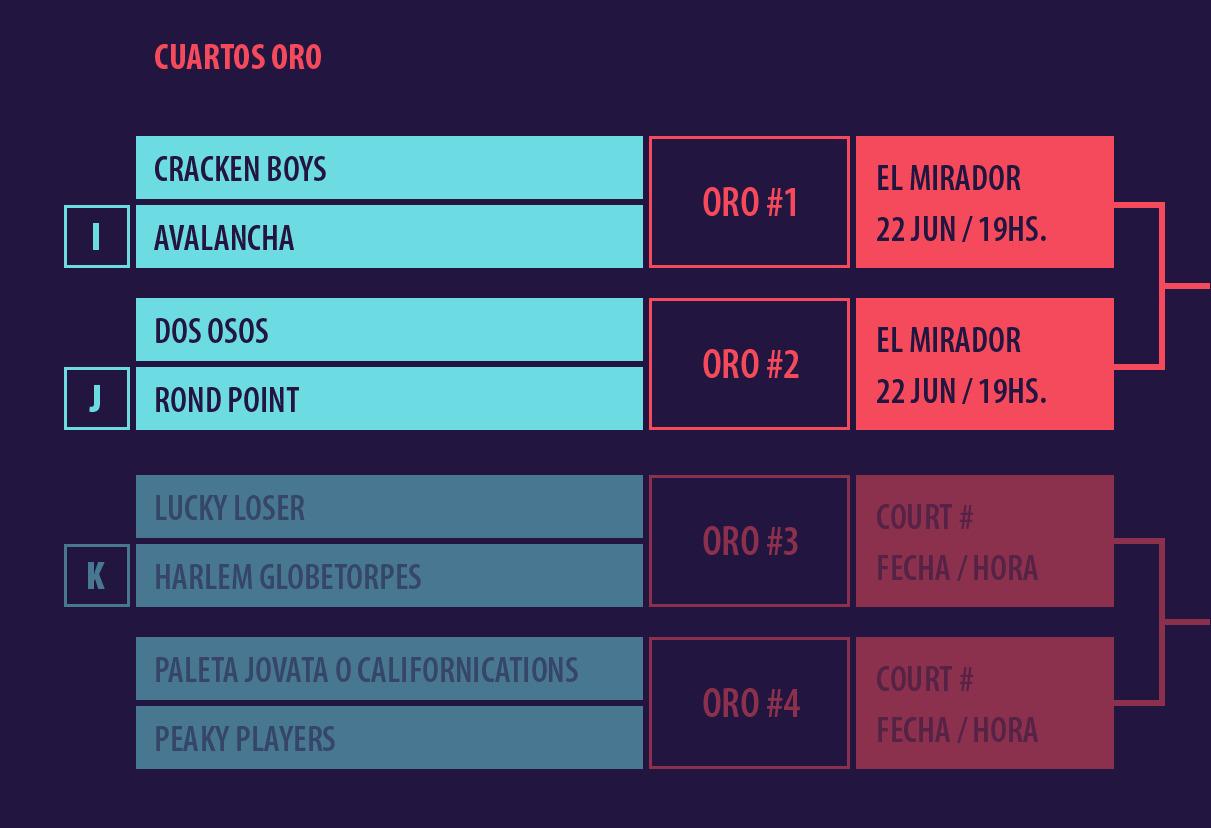 CUARTOS ORO
CRACKEN BOYS
I
AVALANCHA
ORO #1
EL MIRADOR
22 JUN / 19HS.
DOS OSOS
J
ROND POINT
ORO #2
EL MIRADOR
22 JUN / 19HS.
LUCKY LOSER
K
HARLEM GLOBETORPES
ORO #3
COURT #
FECHA / HORA
PALETA JOVATA O CALIFORNICATIONS
PEAKY PLAYERS
ORO #4
COURT #
FECHA / HORA